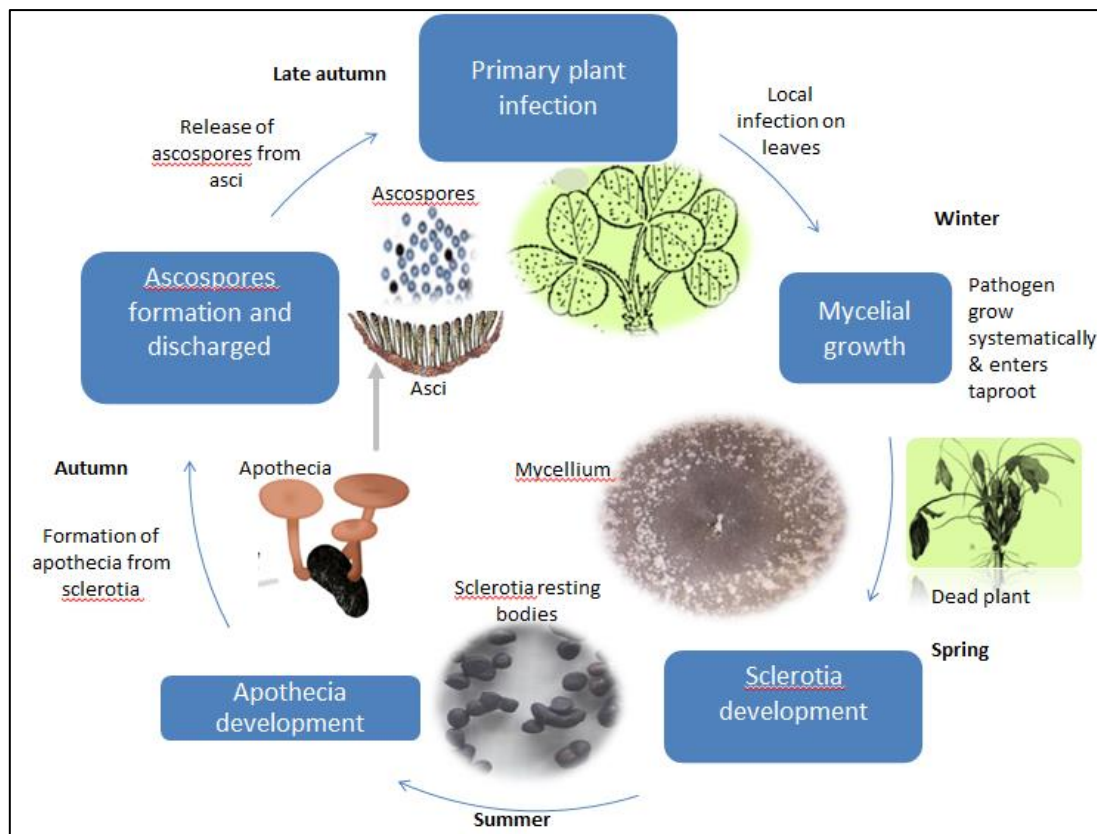 Late autumn
Primary plant
infection
Release of
ascospores from
asci
Local
infection on
leaves
Ascospores
Winter
Ascospores
formation and
discharged
Asci
Mycelial
growth
Pathogen
grow
systematically
& enters
taproot
Autumn
Apothecia
Mycellium
Formation of
apothecia from
sclerotia
Sclerotia resting
bodies
Dead plant
Spring
Apothecia
development
Sclerotia
development
Summer